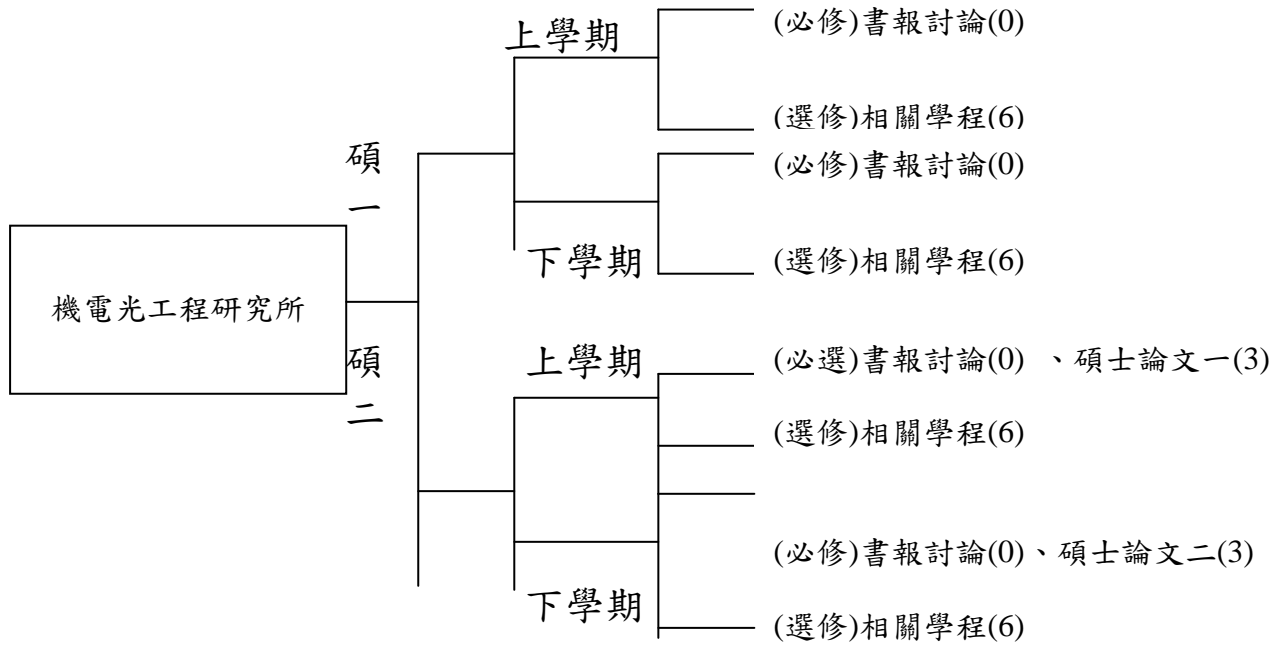 上學期
(必修)書報討論(0)
(選修)相關學程(6)
碩一
(必修)書報討論(0)
下學期
(選修)相關學程(6)
機電光工程研究所
碩二
上學期
(必選)書報討論(0) 、碩士論文一(3)
(選修)相關學程(6)
(必修)書報討論(0)、碩士論文二(3)
下學期
(選修)相關學程(6)